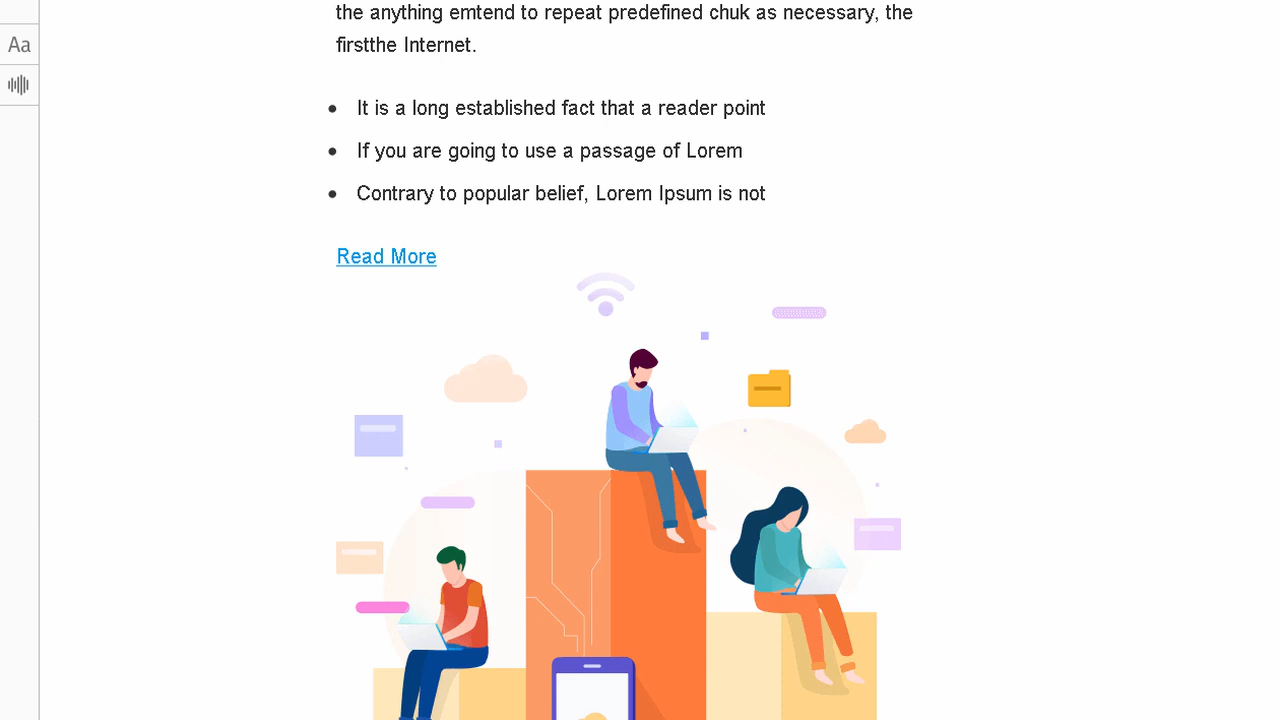 the anything emtend to repeat predefined chuk as necessary, the
firstthe Internet.
Aa
• It is a long established fact that a reader point
• If you are going to use a passage of Lorem
• Contrary to popular belief, Lorem Ipsum is not
Read More